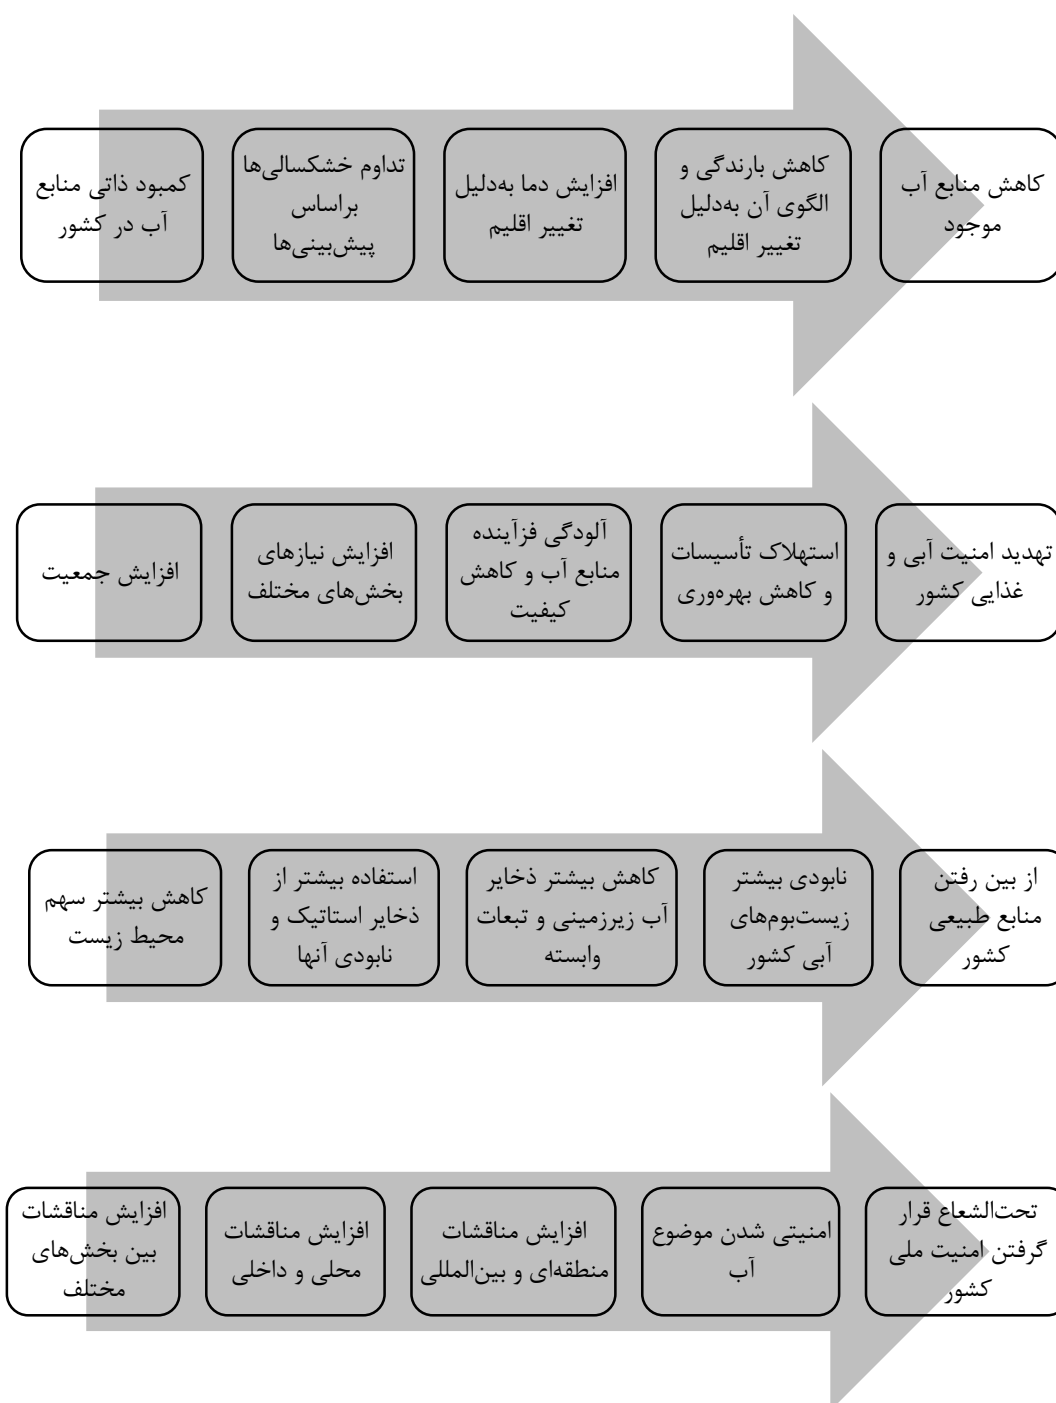 کمبود ذاتی منابع
آب در کشور
تداوم خشکسالی‌ها
براساس
پیش‌بینی‌ها
افزایش دما به‌دلیل
تغییر اقلیم
کاهش بارندگی و
الگوی آن به‌دلیل
تغییر اقلیم
کاهش منابع آب
موجود
افزایش جمعیت
افزایش نیازهای
بخش‌های مختلف
آلودگی فزآینده
منابع آب و کاهش
کیفیت
استهلاک تأسیسات
و کاهش بهره‌وری
تهدید امنیت آبی و
غذایی کشور
کاهش بیشتر سهم
محیط زیست
استفاده بیشتر از
ذخایر استاتیک و
نابودی آنها
کاهش بیشتر ذخایر
آب زیرزمینی و تبعات
وابسته
نابودی بیشتر
زیست‌بوم‌های
آبی کشور
از بین رفتن
منابع طبیعی
کشور
افزایش مناقشات
بین بخش‌های
مختلف
افزایش مناقشات
محلی و داخلی
افزایش مناقشات
منطقه‌ای و بین‌المللی
امنیتی شدن موضوع
آب
تحت‌الشعاع قرار
گرفتن امنیت ملی
کشور